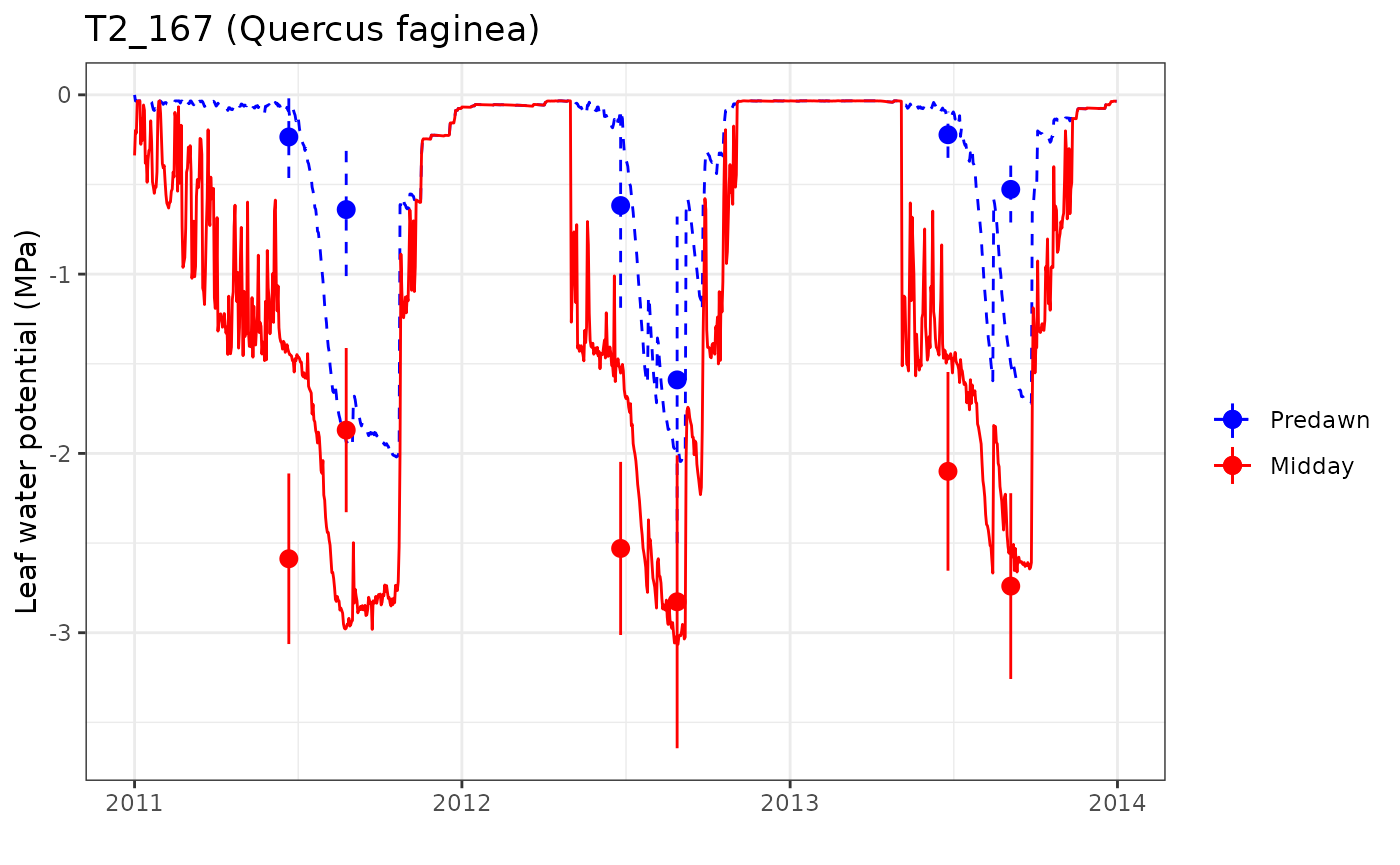 T2_167 (Quercus faginea)
Leaf water potential (MPa)
0
-1
-2
-3
2011
2012
2013
2014
Predawn
Midday